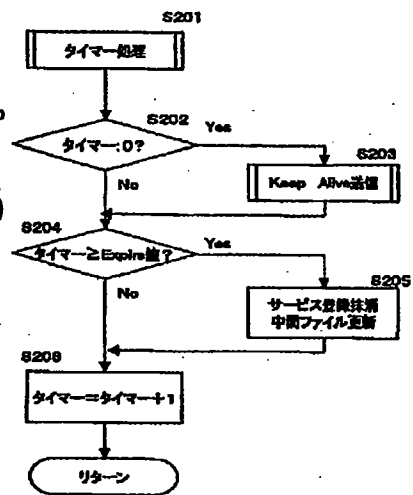 S201
タイマー処理
S202
タイマー:0?
Yes
No
S203
Keep Alive送信
S204
タイマー≧Expire値?
Yes
No
S205
サービス登録抹消
中間ファイル更新
S206
タイマー=タイマー+1
リターン